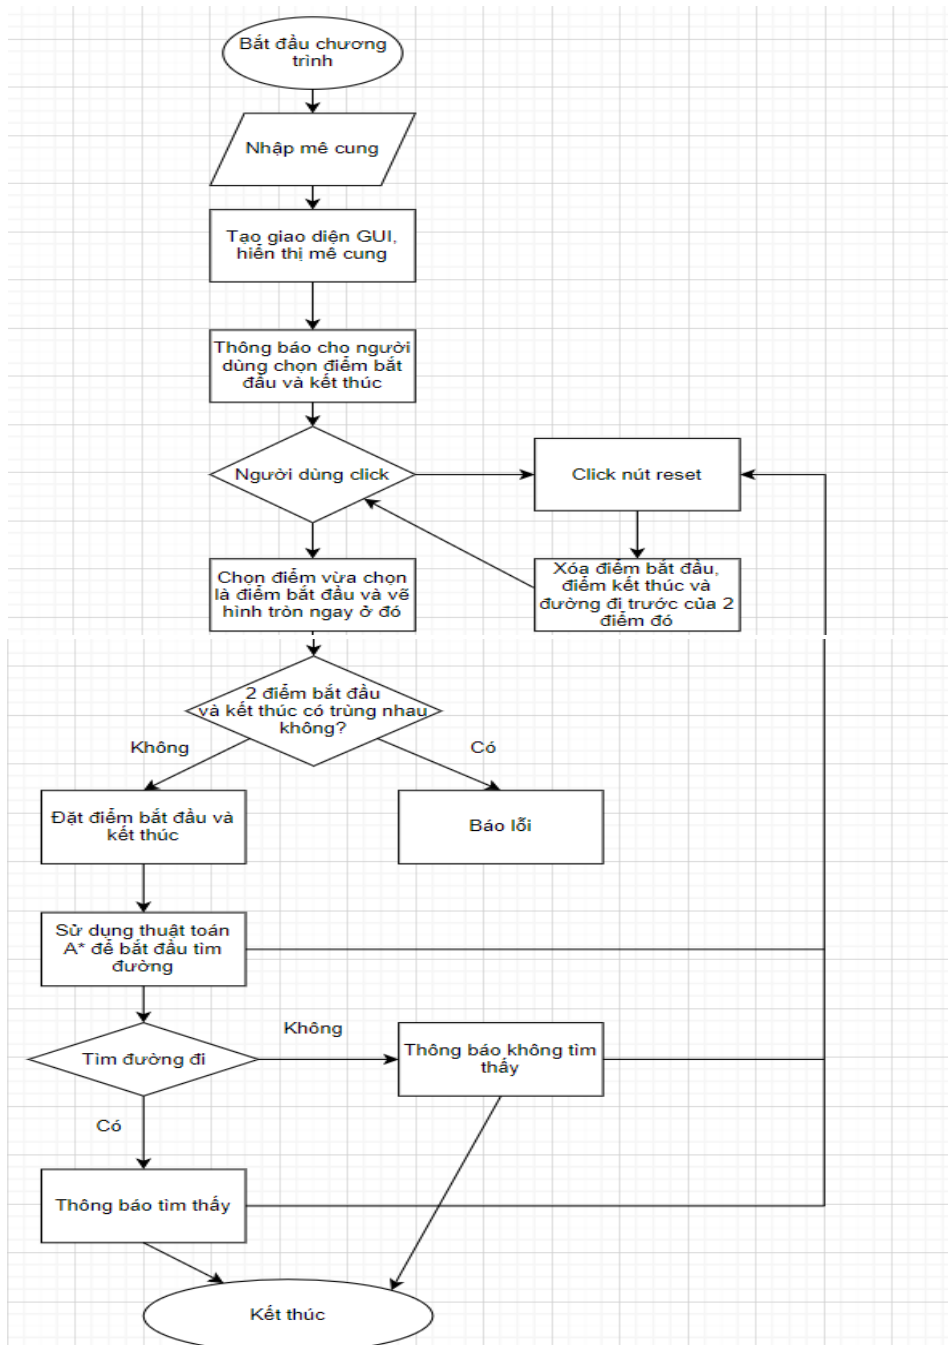 Bắt đầu chương
trình
Nhập mê cung
Tạo giao diện GUI,
hiển thị mê cung
Thông báo cho người
dùng chọn điểm bắt
đầu và kết thúc
Người dùng click
Click nút reset
Chọn điểm vừa chọn
là điểm bắt đầu và vẽ
hình tròn ngay ở đó
Xóa điểm bắt đầu,
điểm kết thúc và
đường đi trước của 2
điểm đó
2 điểm bắt đầu
và kết thúc có trùng nhau
không?
Không
Có
Đặt điểm bắt đầu và
kết thúc
Báo lỗi
Sử dụng thuật toán
A* để bắt đầu tìm
đường
Tìm đường đi
Không
Thông báo không tìm
thấy
Có
Thông báo tìm thấy
Kết thúc